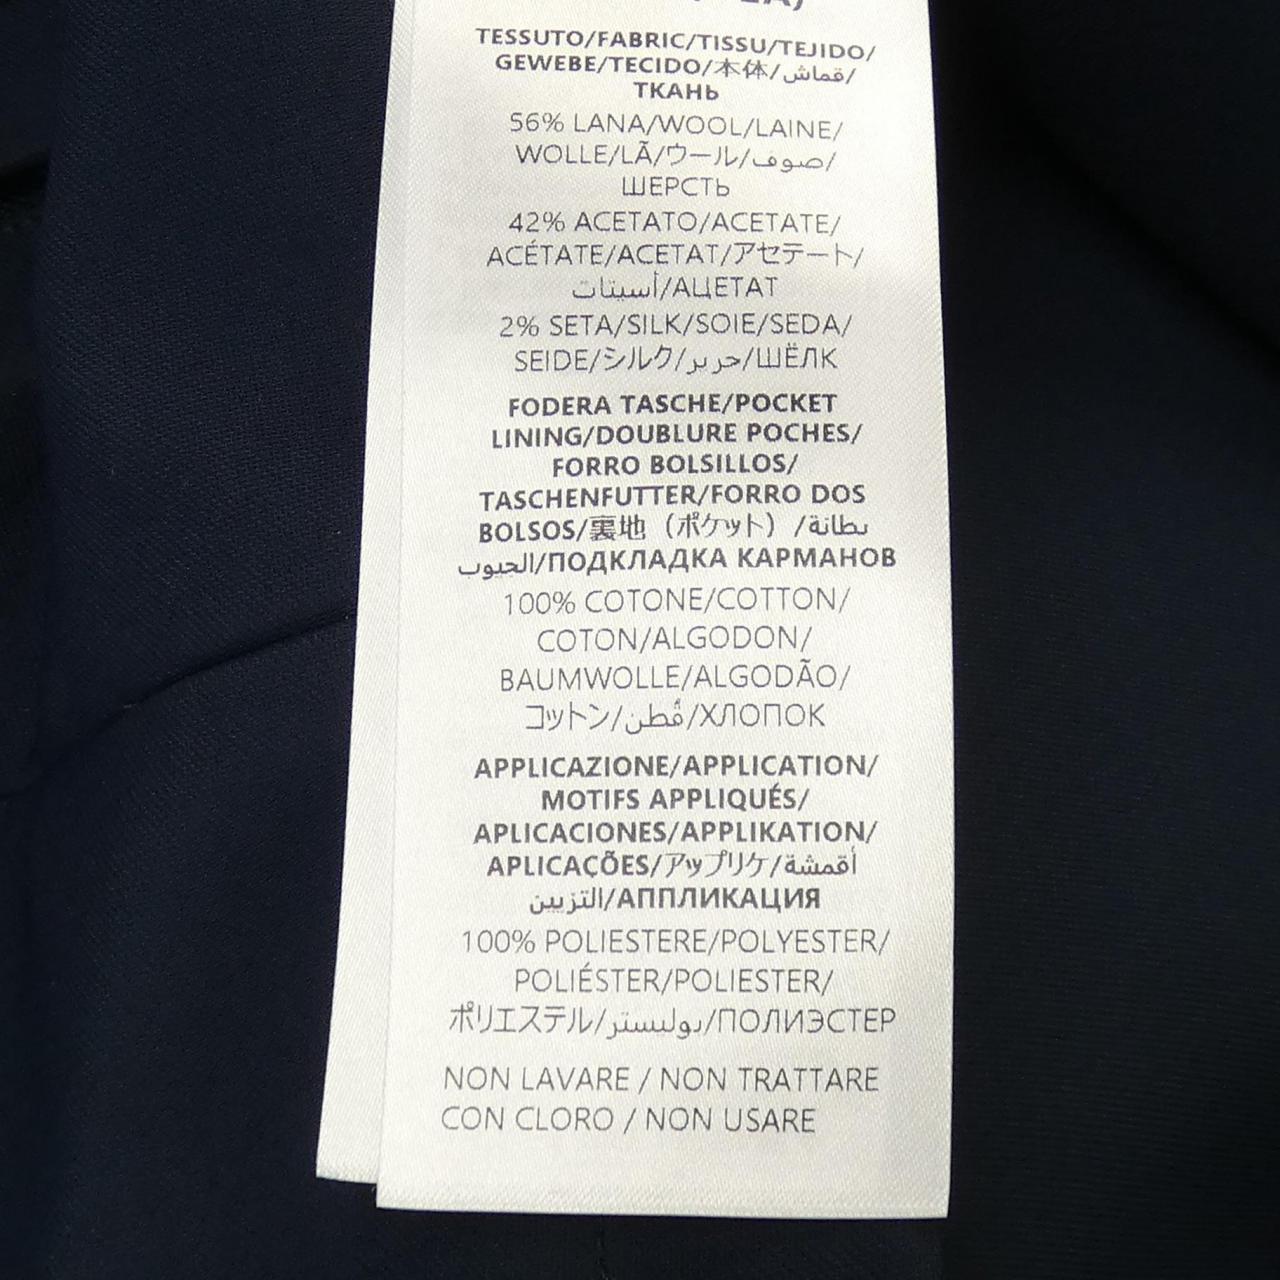 TESSUTO/FABRIC/TISSU/TEJIDO/
GEWEBE/TECIDO/本体/قماش/
ТКАНЬ
56% LANA/WOOL/LAINE/
WOLLE/LÃ/ウール/صوف/
ШЕРСТЬ
42% ACETATO/ACETATE/
ACÉTATE/ACETAT/アセテート/
أسيتات/АЦЕТАТ
2% SETA/SILK/SOIE/SEDA/
SEIDE/シルク/حرير/ШЁЛК
FODERA TASCHE/POCKET
LINING/DOUBLURE POCHES/
FORRO BOLSILLOS/
TASCHENFUTTER/FORRO DOS
BOLSOS/裏地（ポケット）/بطانة
الجيوب/ПОДКЛАДКА КАРМАНОВ
100% COTONE/COTTON/
COTON/ALGODON/
BAUMWOLLE/ALGODÃO/
コットン/قُطن/ХЛОПОК
APPLICAZIONE/APPLICATION/
MOTIFS APPLIQUÉS/
APLICACIONES/APPLIKATION/
APLICAÇÕES/アップリケ/أقمشة
التزيين/АППЛИКАЦИЯ
100% POLIESTERE/POLYESTER/
POLIÉSTER/POLIESTER/
ポリエステル/بوليستر/ПОЛИЭСТЕР
NON LAVARE / NON TRATTARE
CON CLORO / NON USARE